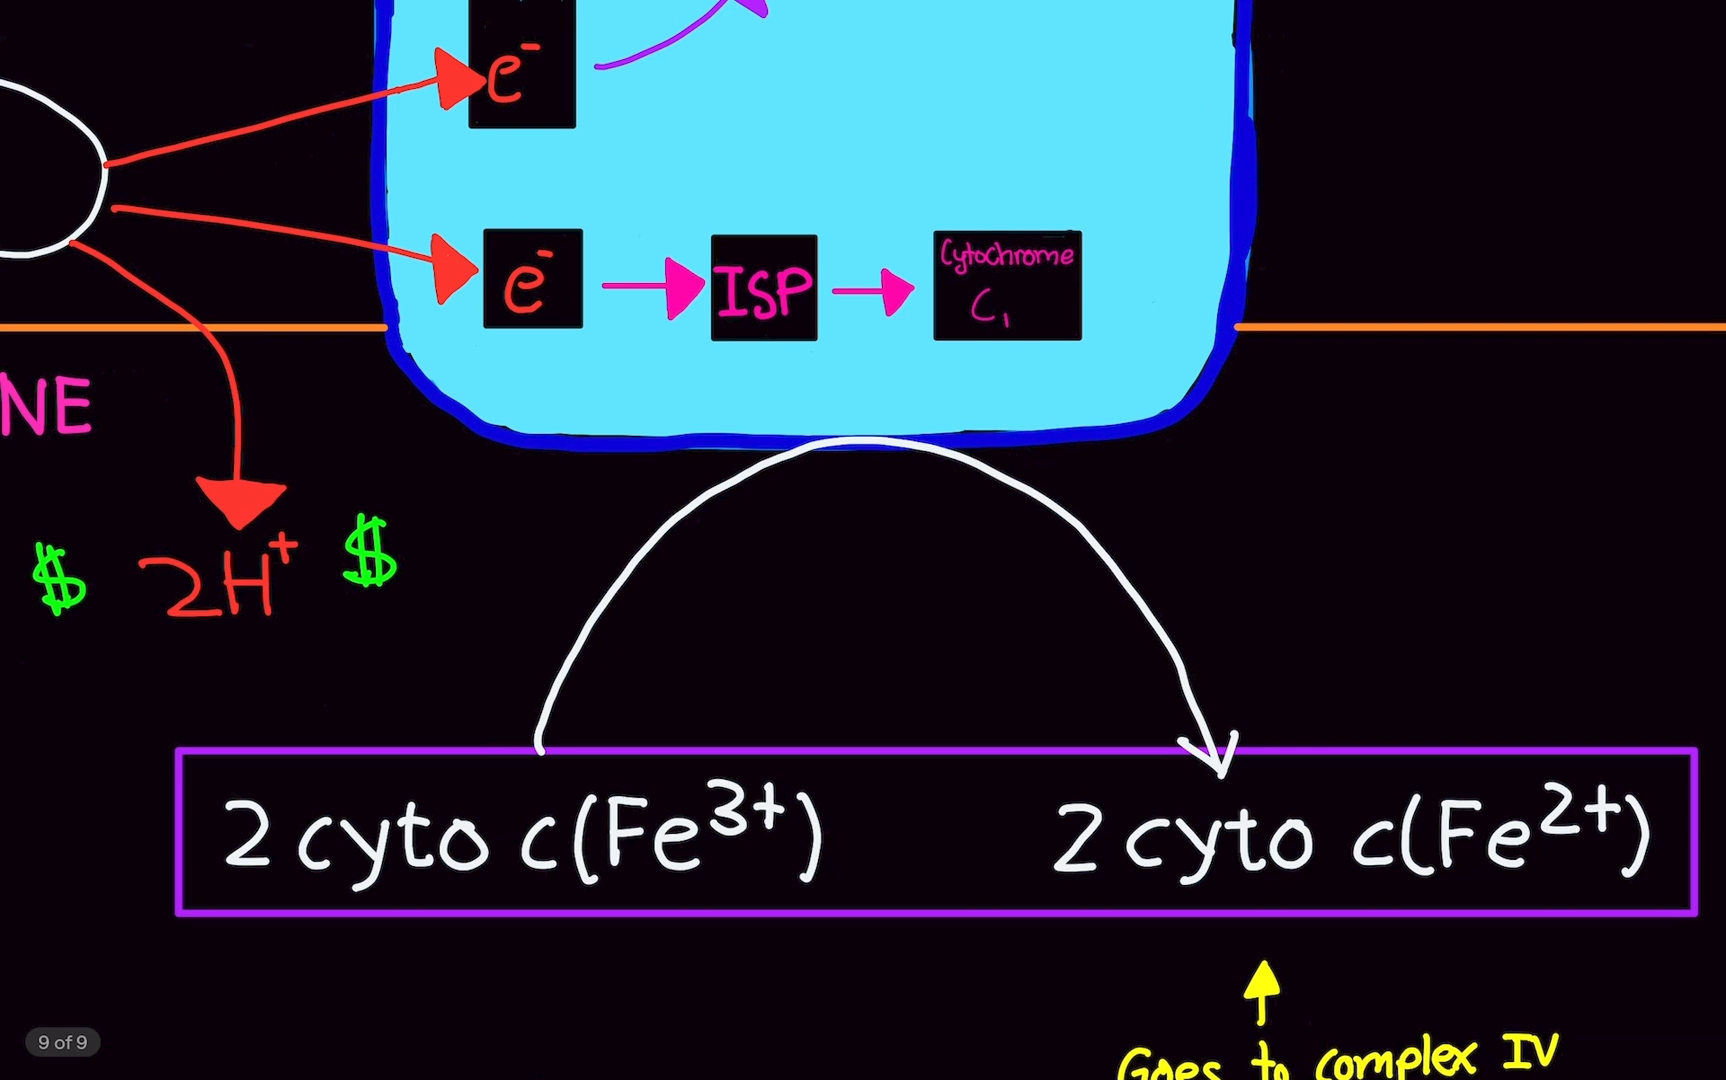 e⁻
e⁻
ISP
Cytochrome
C₁
NE
$ 2H⁺ $
2 cyto c(Fe³⁺)
2 cyto c(Fe²⁺)
9 of 9
Goes to complex IV